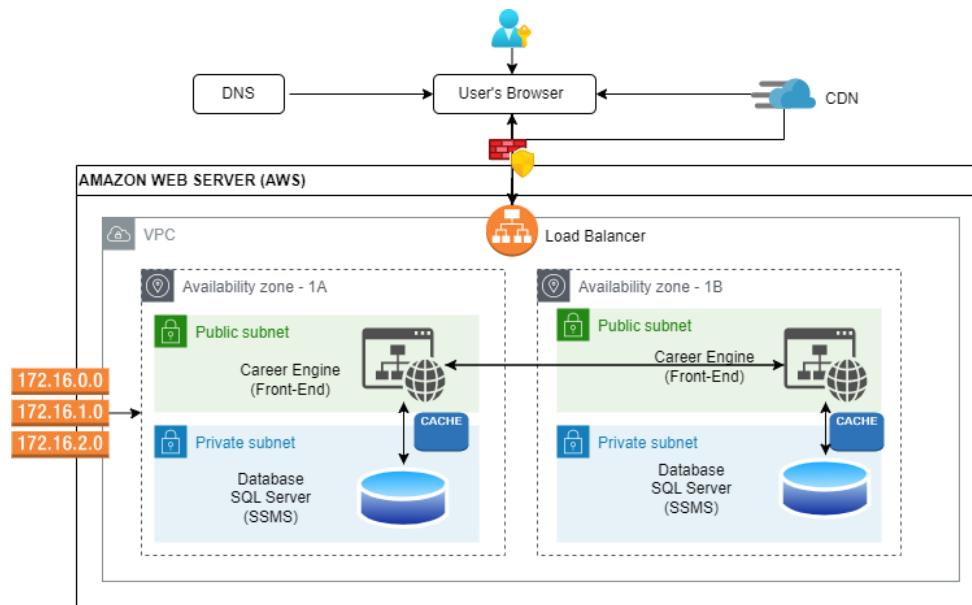 DNS
User's Browser
CDN
AMAZON WEB SERVER (AWS)
VPC
Load Balancer
Availability zone - 1A
Public subnet
Career Engine
(Front-End)
CACHE
Private subnet
Database
SQL Server
(SSMS)
Availability zone - 1B
Public subnet
Career Engine
(Front-End)
CACHE
Private subnet
Database
SQL Server
(SSMS)
172.16.0.0
172.16.1.0
172.16.2.0